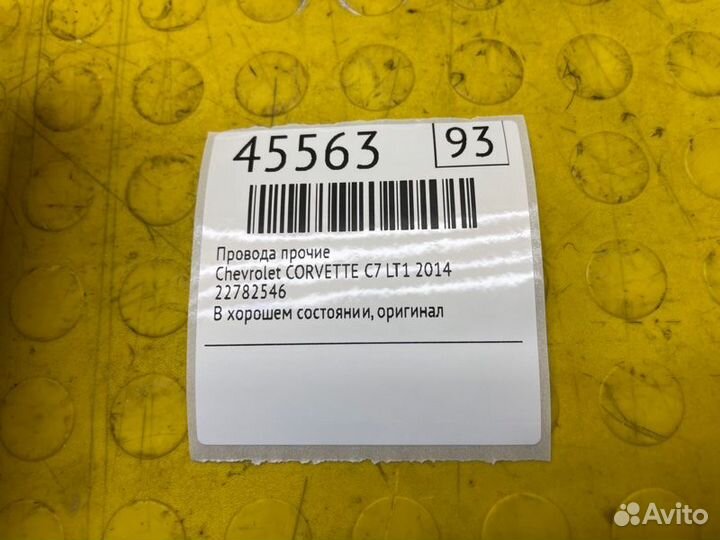 45563
93
Провода прочие
Chevrolet CORVETTE C7 LT1 2014
22782546
В хорошем состоянии, оригинал
Avito